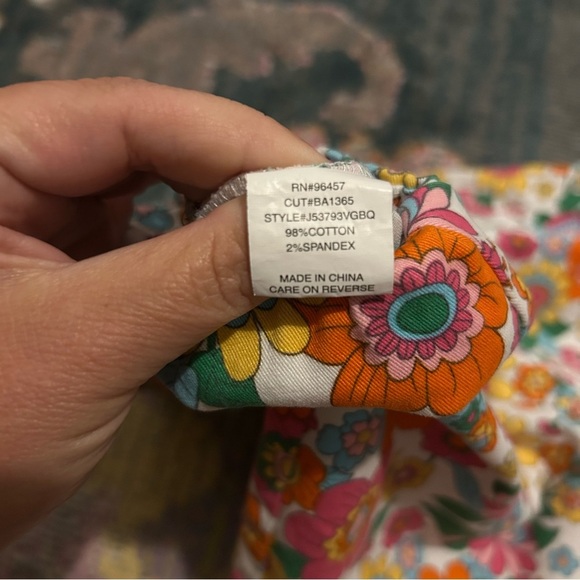 RN#96457
CUT#BA1365
STYLE#J53793VGBQ
98%COTTON
2%SPANDEX
MADE IN CHINA
CARE ON REVERSE